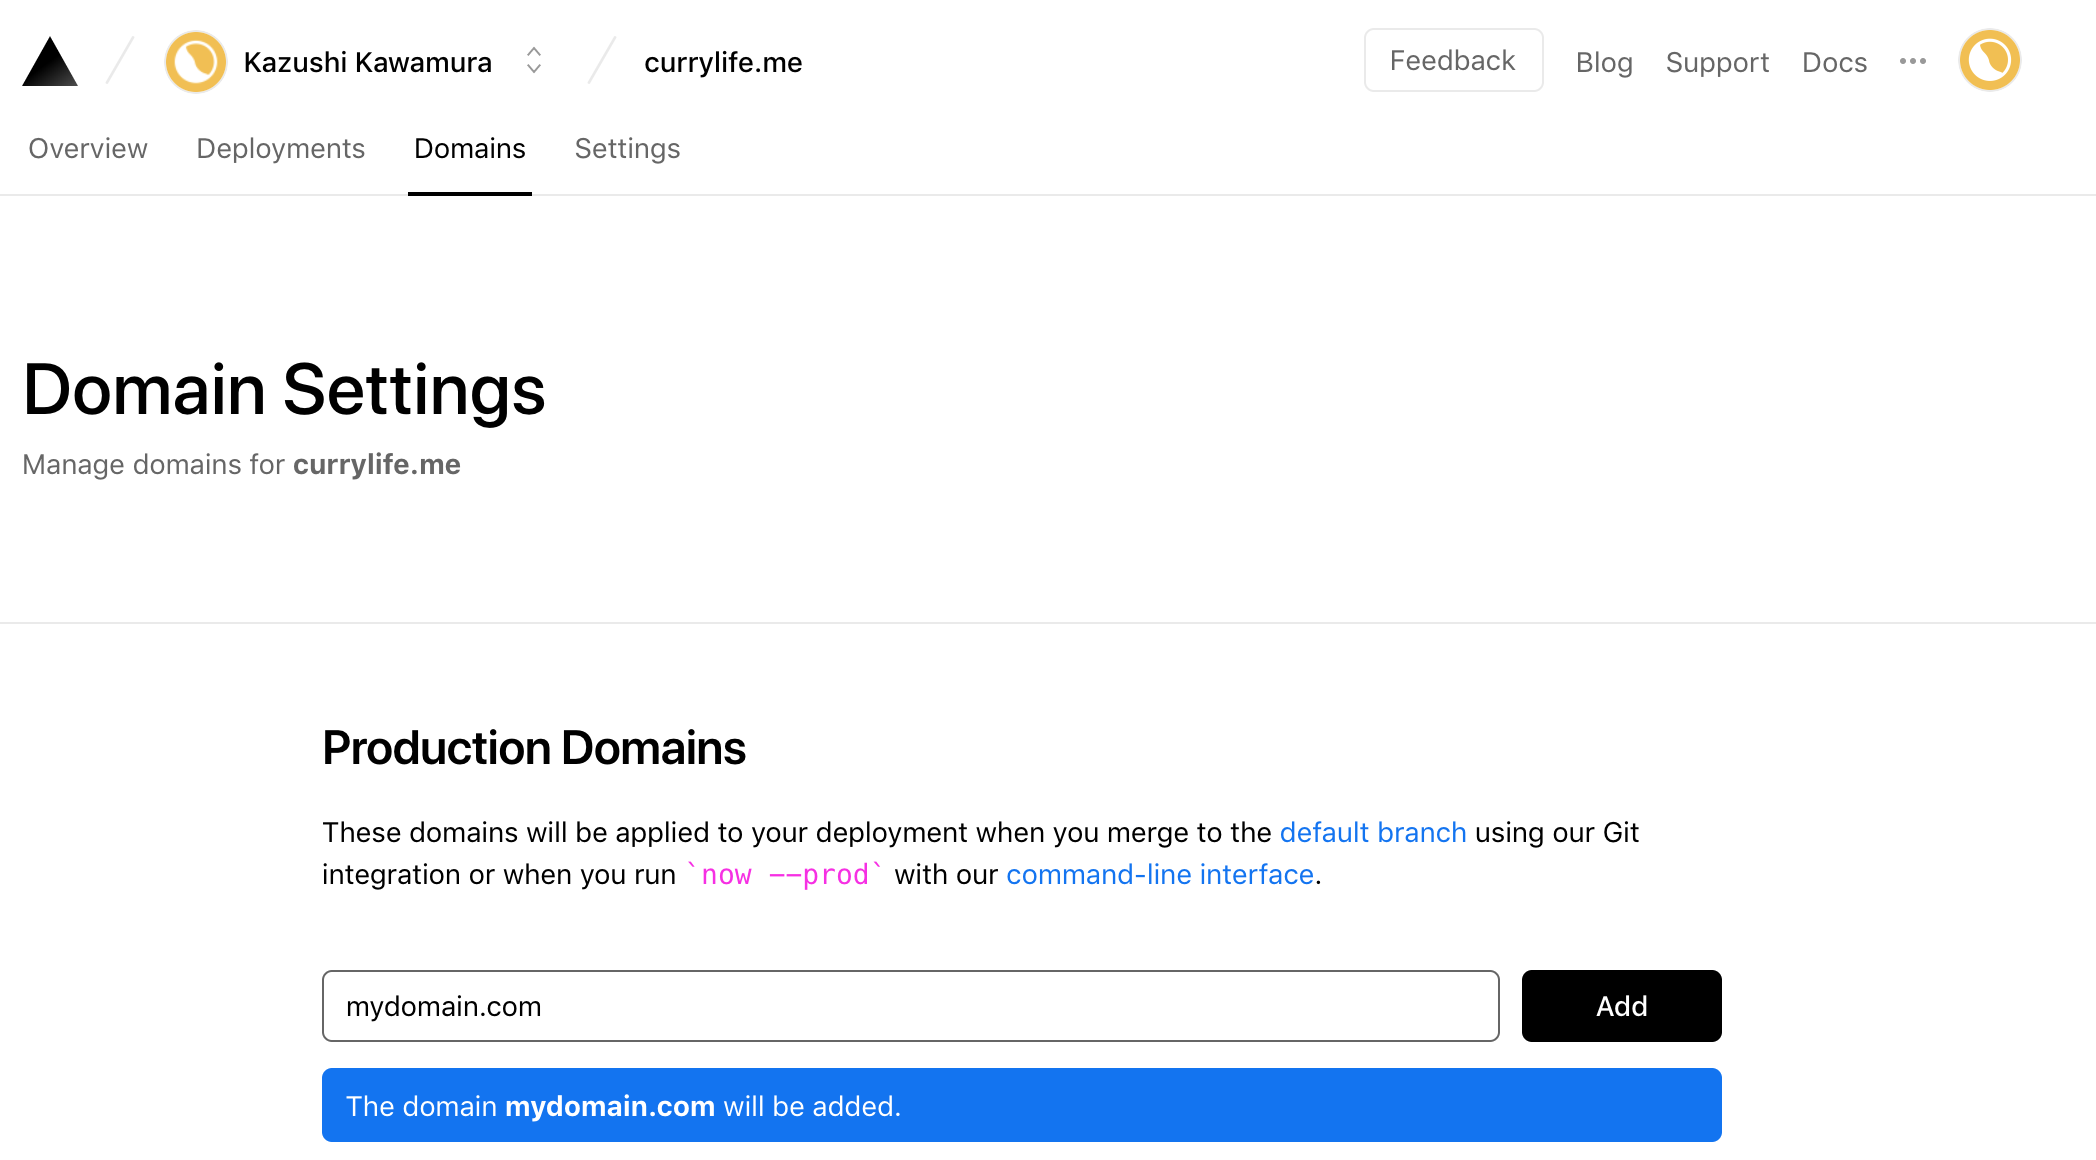 Kazushi Kawamura
currylife.me
Feedback
Blog
Support
Docs
Overview
Deployments
Domains
Settings
Domain Settings
Manage domains for currylife.me
Production Domains
These domains will be applied to your deployment when you merge to the default branch using our Git
integration or when you run `now --prod` with our command-line interface.
mydomain.com
Add
The domain mydomain.com will be added.